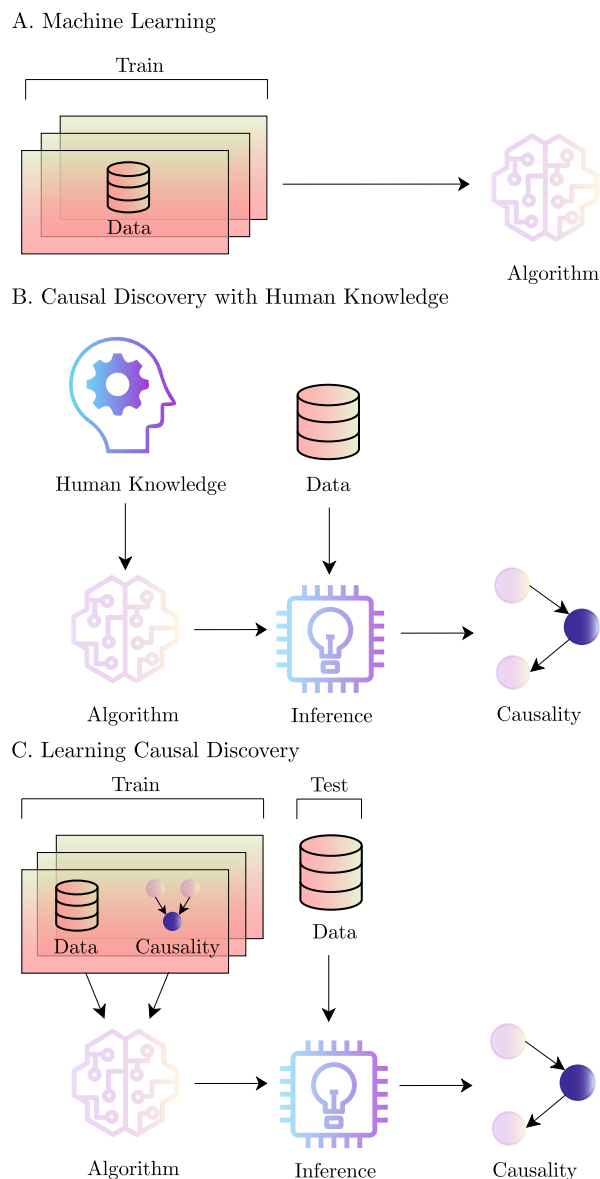 A. Machine Learning
Train
Data
Algorithm
B. Causal Discovery with Human Knowledge
Human Knowledge
Data
Algorithm
Inference
Causality
C. Learning Causal Discovery
Train
Test
Data
Causality
Data
Algorithm
Inference
Causality